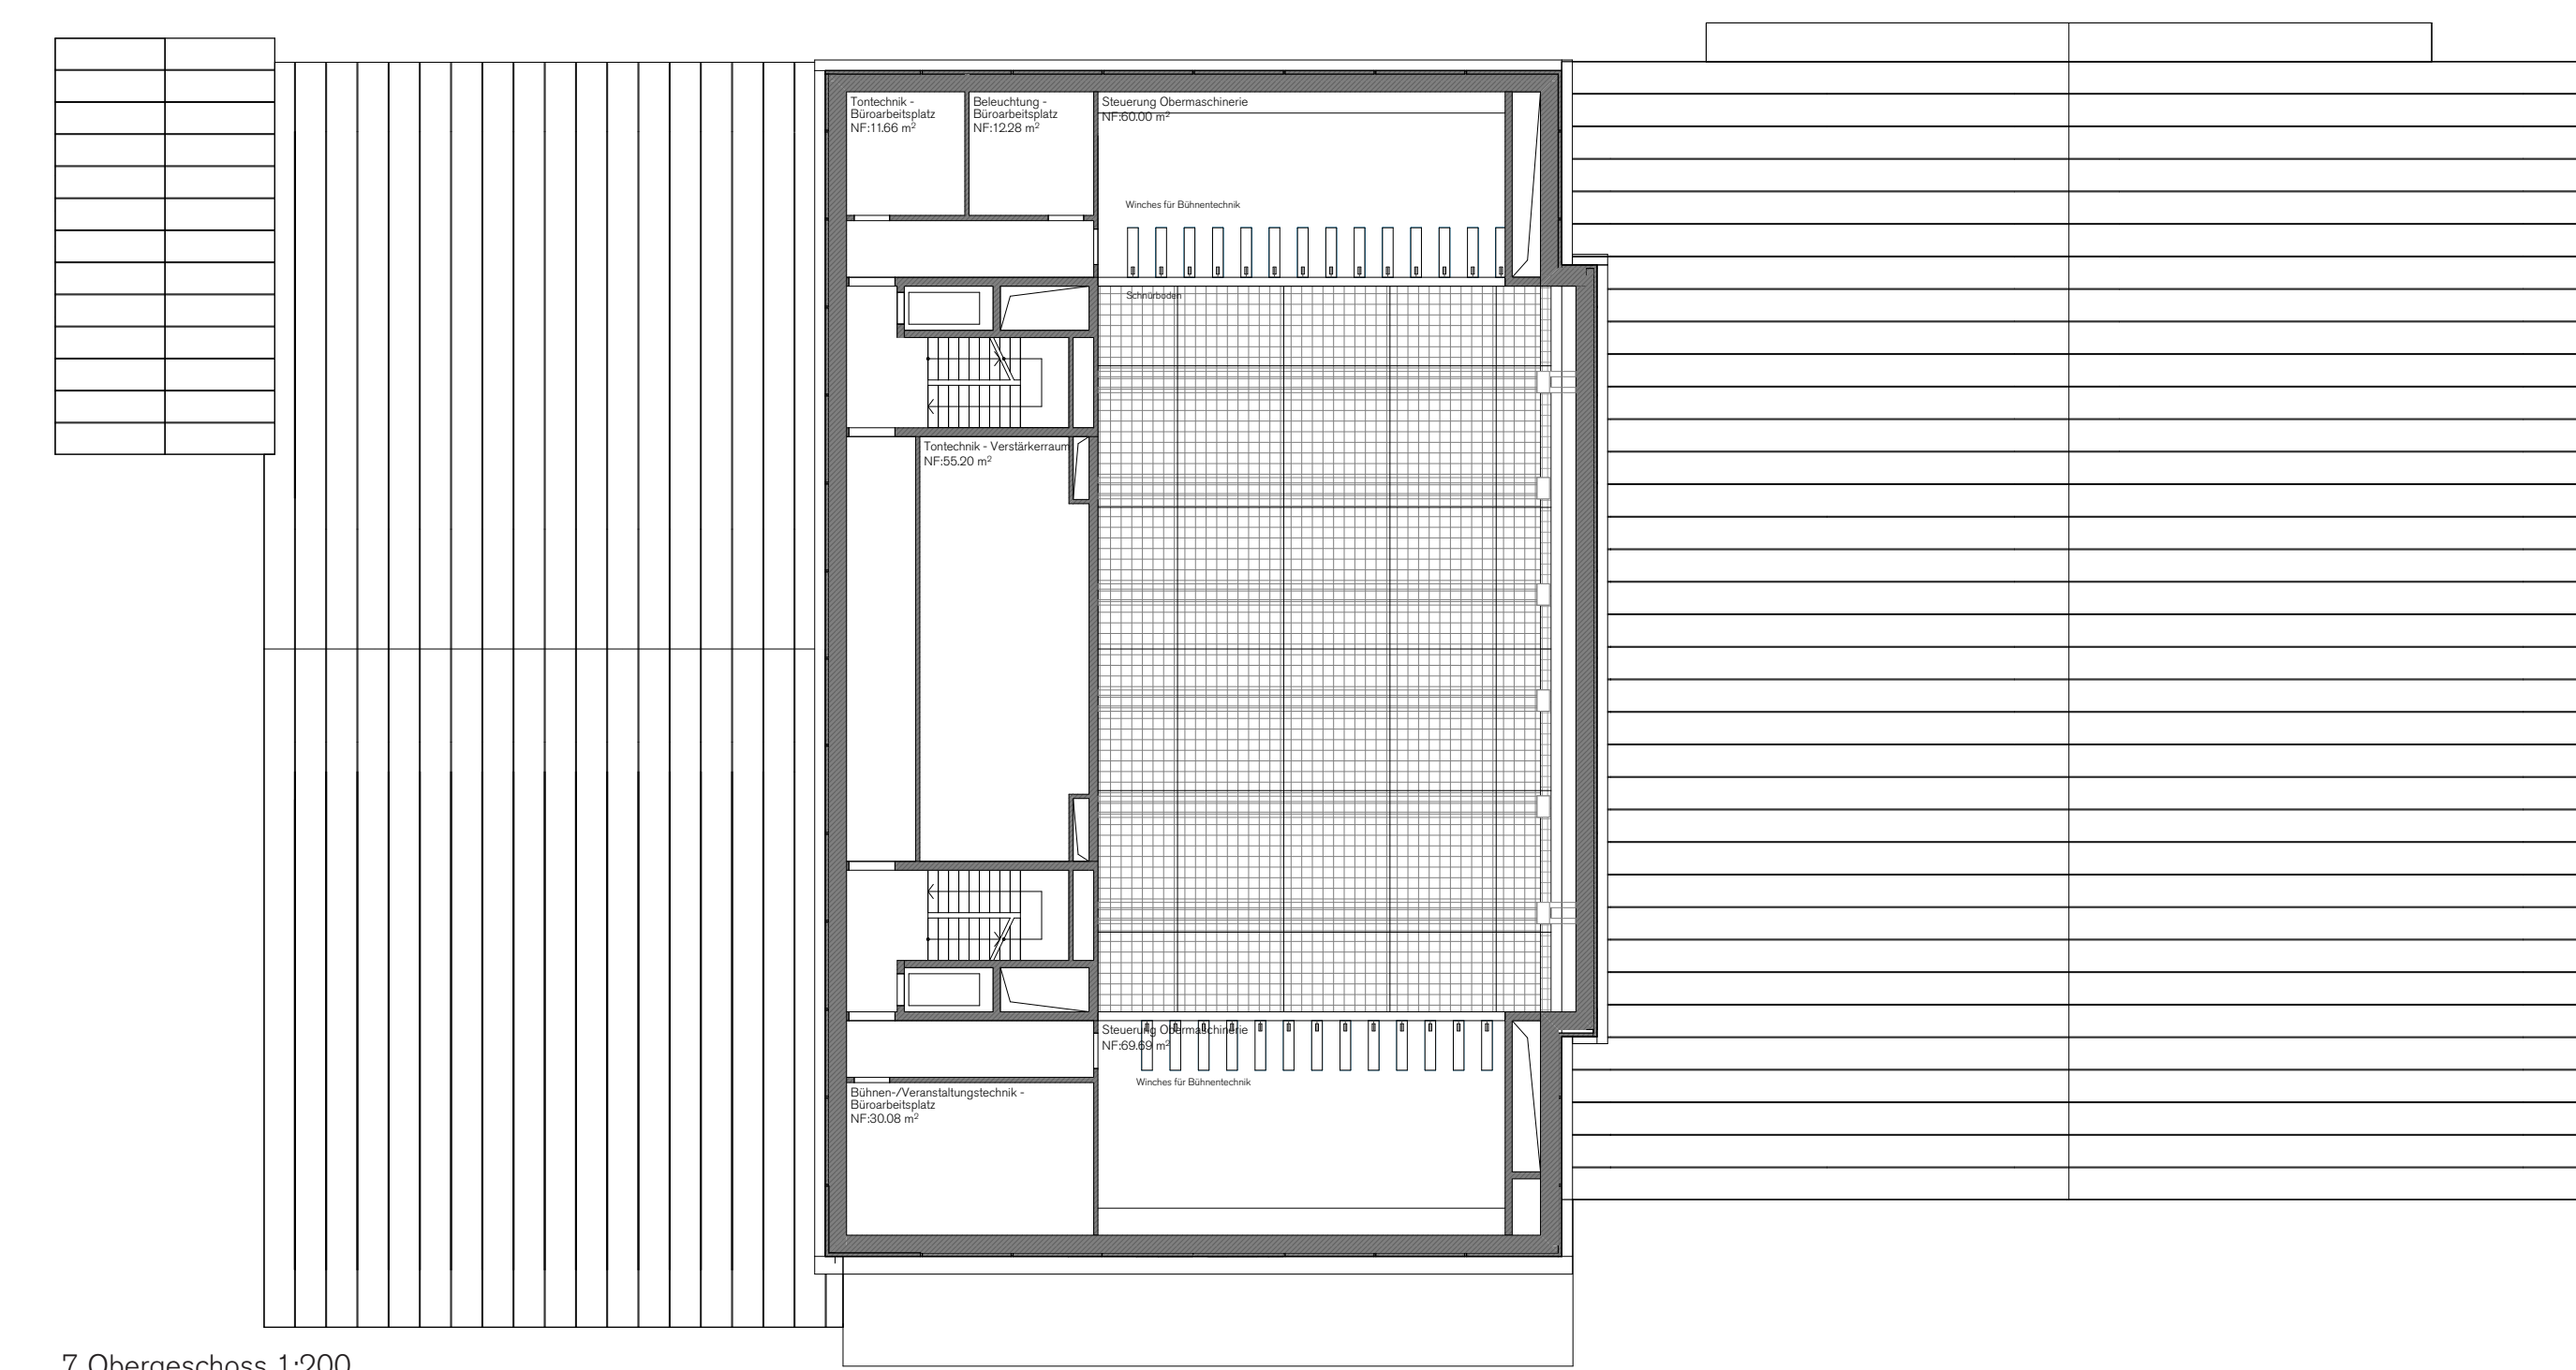 Tontechnik -
Büroarbeitsplatz
NF:11.66 m²
Beleuchtung -
Büroarbeitsplatz
NF:12.28 m²
Steuerung Obermaschinerie
NF:60.00 m²
Winches für Bühnentechnik
Schnürboden
Tontechnik - Verstärkerraum
NF:55.20 m²
Steuerung Obermaschinerie
NF:69.69 m²
Winches für Bühnentechnik
Bühnen-/Veranstaltungstechnik -
Büroarbeitsplatz
NF:30.08 m²
7. Obergeschoss 1:200